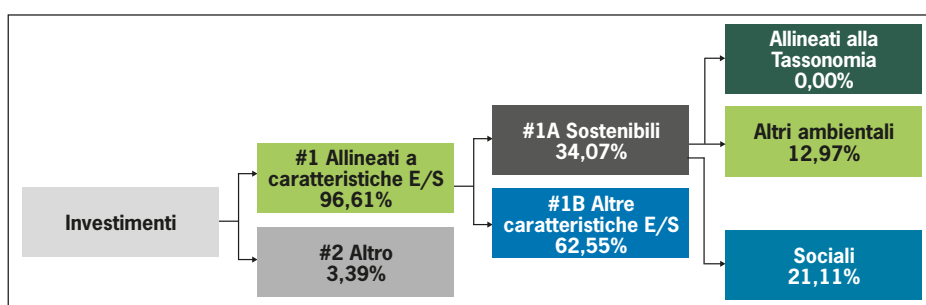 Investimenti
#1 Allineati a
caratteristiche E/S
96,61%
#2 Altro
3,39%
#1A Sostenibili
34,07%
#1B Altre
caratteristiche E/S
62,55%
Allineati alla
Tassonomia
0,00%
Altri ambientali
12,97%
Sociali
21,11%